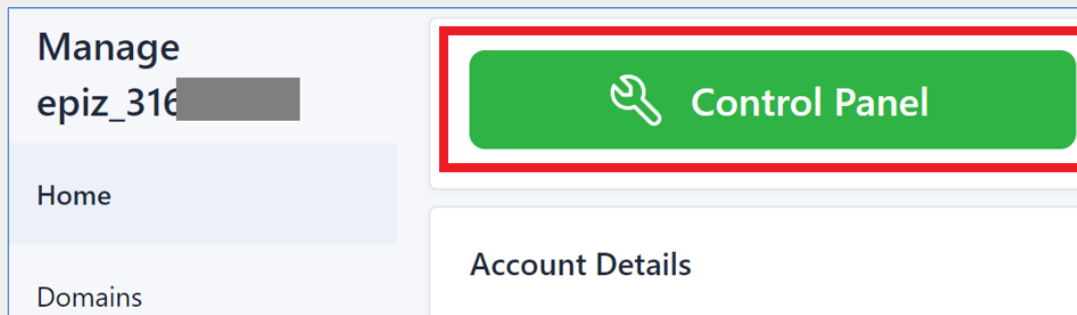 Manage
epiz_316
Control Panel
Home
Account Details
Domains